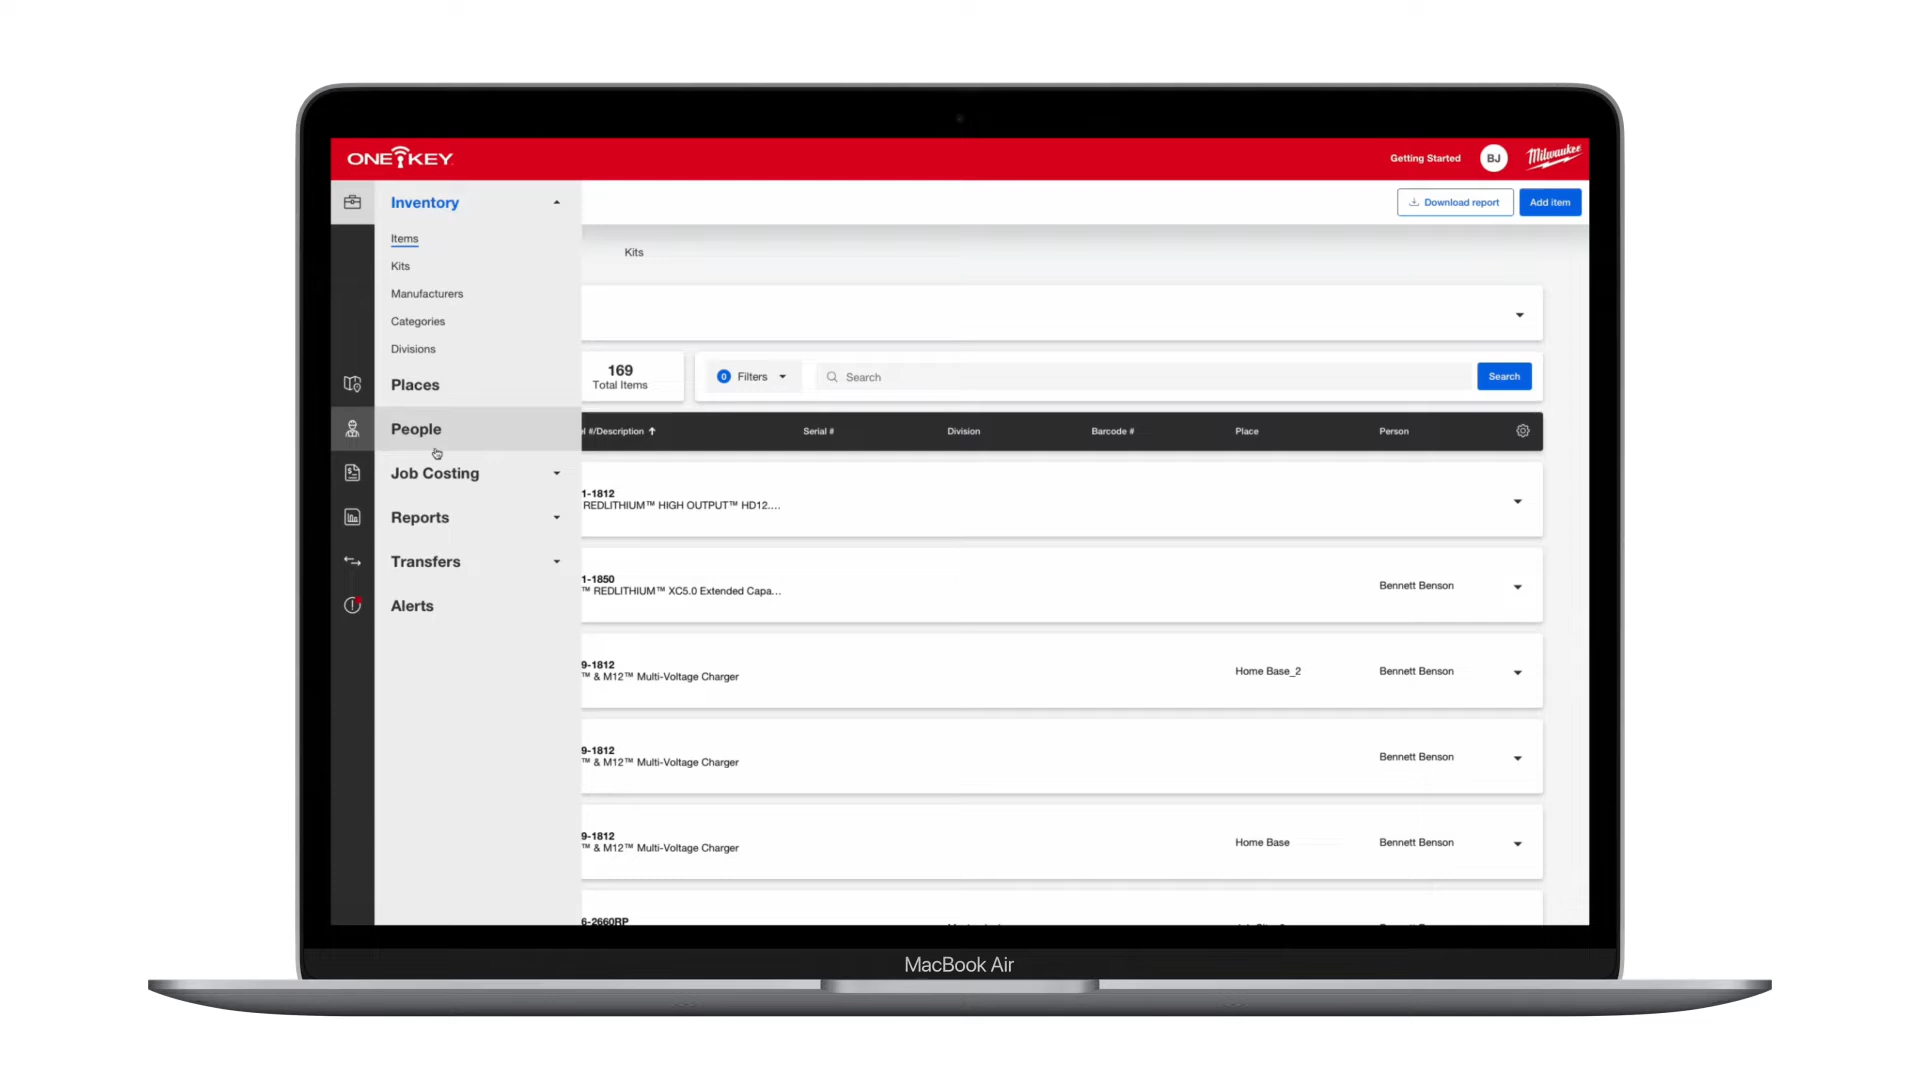 ONE KEY
Getting Started
BJ
Milwaukee
Inventory
Download report
Add item
Items
Kits
Manufacturers
Categories
Divisions
Places
People
Job Costing
Reports
Transfers
Alerts
Kits
169
Total Items
0 Filters
Search
Search
#/Description
Serial #
Division
Barcode #
Place
Person
1-1812
REDLITHIUM™ HIGH OUTPUT™ HD12....
1-1850
™ REDLITHIUM™ XC5.0 Extended Capa...
Bennett Benson
9-1812
™ & M12™ Multi-Voltage Charger
Home Base_2
Bennett Benson
9-1812
™ & M12™ Multi-Voltage Charger
Bennett Benson
9-1812
™ & M12™ Multi-Voltage Charger
Home Base
Bennett Benson
6-2660RP
MacBook Air